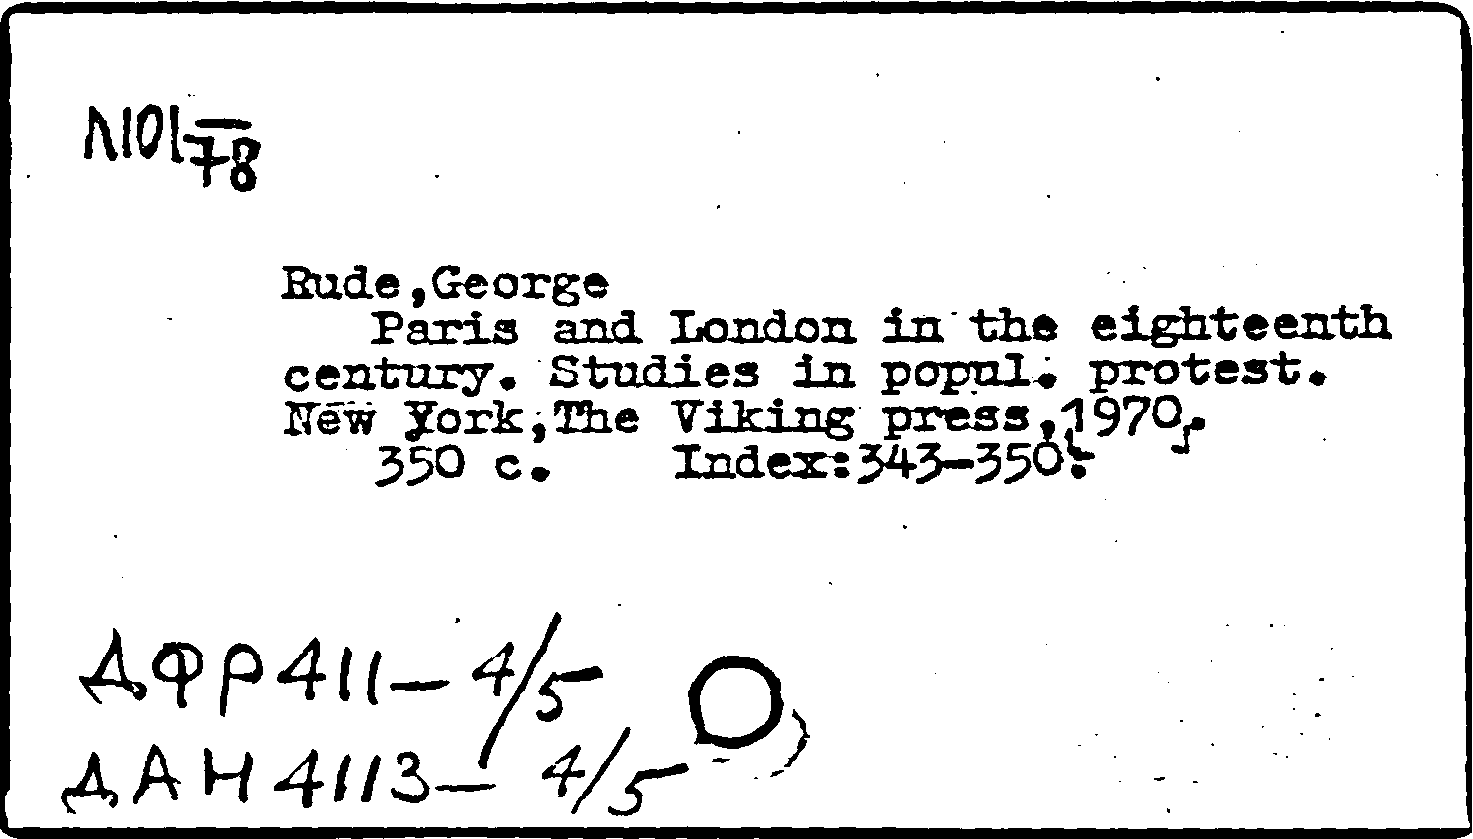 Л101-78
Rude,George
Paris and London in the eighteenth
century. Studies in popul. protest.
New York,The Viking press,1970.
350 c. Index:343-350.
ДФР411-4/5
ДАН4113-4/5